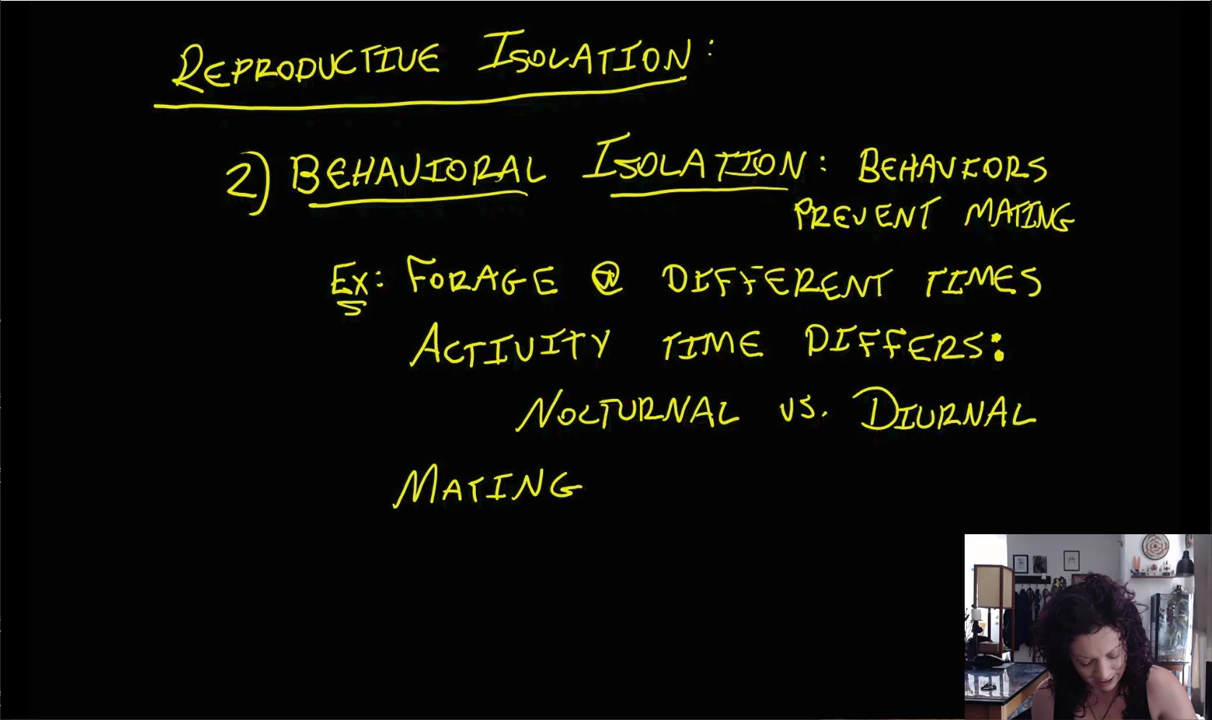 REPRODUCTIVE ISOLATION:
2) BEHAVIORAL ISOLATION: BEHAVIORS
PREVENT MATING
EX: FORAGE @ DIFFERENT TIMES
ACTIVITY TIME DIFFERS:
NOCTURNAL VS. DIURNAL
MATING